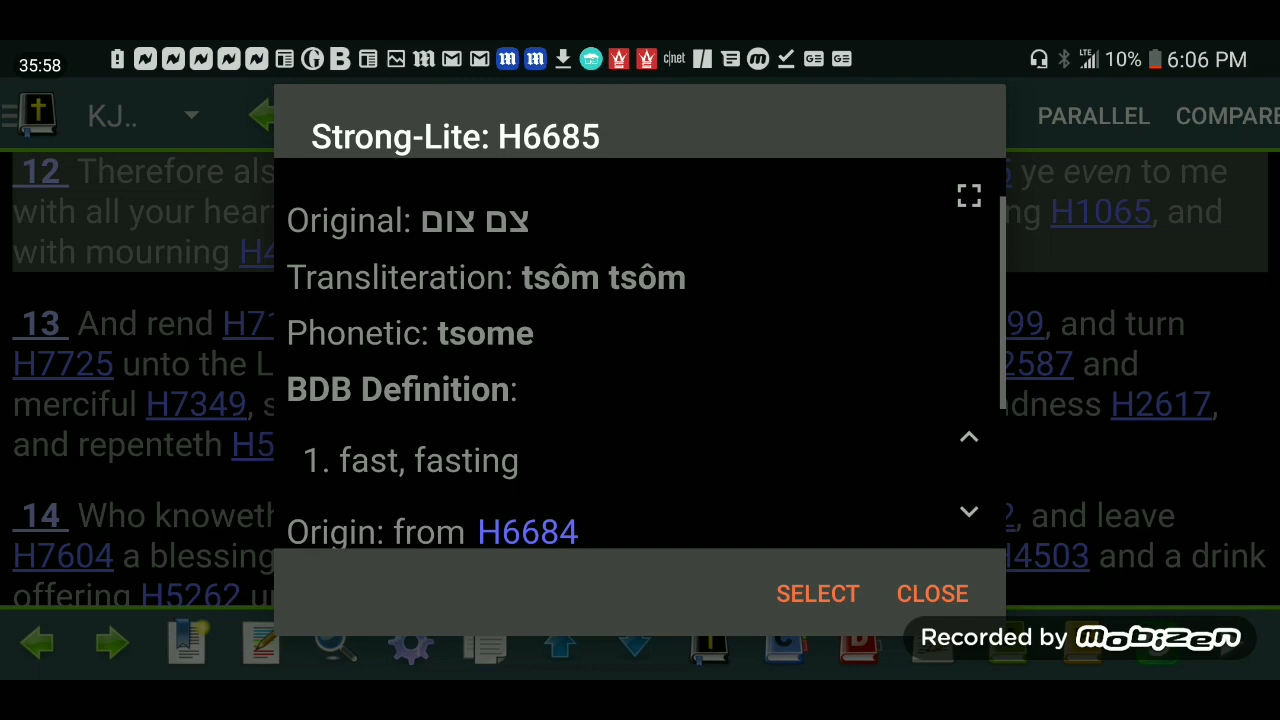 35:58
10% 6:06 PM
KJ..
PARALLEL COMPARE
Strong-Lite: H6685
Original: צם צום
Transliteration: tsôm tsôm
Phonetic: tsome
BDB Definition:
1. fast, fasting
Origin: from H6684
SELECT CLOSE
12 Therefore als ye even to me
with all your hear ng H1065, and
with mourning H4
13 And rend H71 99, and turn
H7725 unto the L 2587 and
merciful H7349, s dness H2617,
and repenteth H5
14 Who knoweth 2, and leave
H7604 a blessing H4503 and a drink
offering H5262 u
Recorded by mobizen